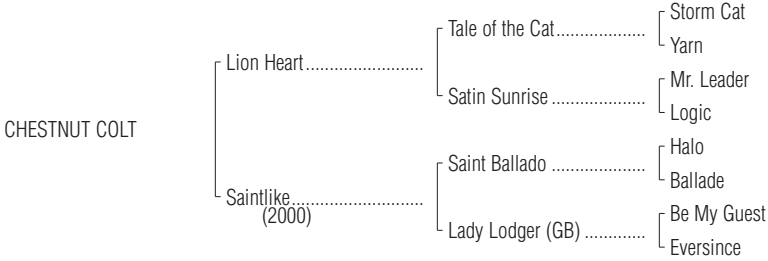 Storm Cat
Tale of the Cat....................
Yarn
Lion Heart..........................
Mr. Leader
Satin Sunrise .....................
Logic
CHESTNUT COLT
Halo
Saint Ballado .....................
Ballade
Saintlike.............................
(2000)
Be My Guest
Lady Lodger (GB) .............
Eversince